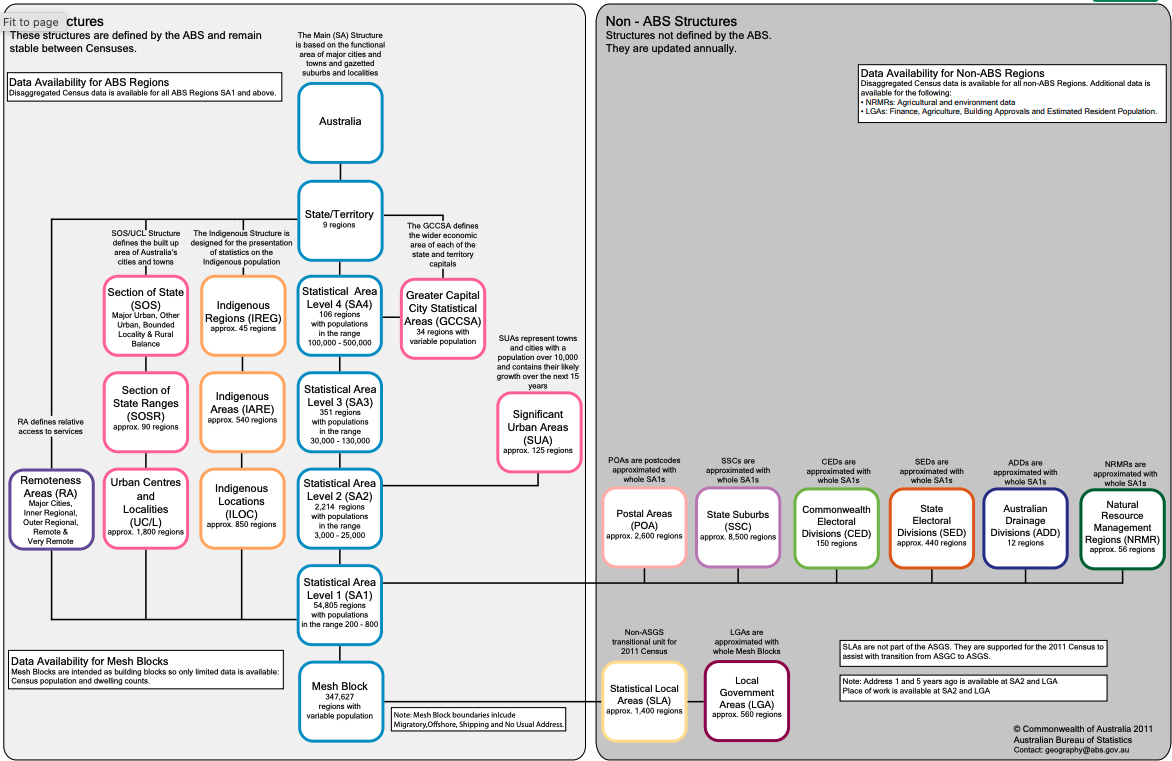 Fit to page
ctures
These structures are defined by the ABS and remain
stable between Censuses.
Data Availability for ABS Regions
Disaggregated Census data is available for all ABS Regions SA1 and above.
The Main (SA) Structure
is based on the functional
area of major cities and
towns and gazetted
suburbs and localities
Australia
State/Territory
9 regions
SOS/UCL Structure
defines the built up
area of Australia's
cities and towns
The Indigenous Structure is
designed for the presentation
of statistics on the
Indigenous population
The GCCSA defines
the wider economic
area of each of the
state and territory
capitals
Section of State
(SOS)
Major Urban, Other
Urban, Bounded
Locality & Rural
Balance
Indigenous
Regions (IREG)
approx. 45 regions
Statistical Area
Level 4 (SA4)
106 regions
with populations
in the range
100,000 - 500,000
Greater Capital
City Statistical
Areas (GCCSA)
34 regions with
variable population
SUAs represent towns
and cities with a
population over 10,000
and contains their likely
growth over the next 15
years
Section of
State Ranges
(SOSR)
approx. 90 regions
Indigenous
Areas (IARE)
approx. 540 regions
Statistical Area
Level 3 (SA3)
351 regions
with populations
in the range
30,000 - 130,000
Significant
Urban Areas
(SUA)
approx. 125 regions
RA defines relative
access to services
Remoteness
Areas (RA)
Major Cities,
Inner Regional,
Outer Regional,
Remote &
Very Remote
Urban Centres
and
Localities
(UC/L)
approx. 1,800 regions
Indigenous
Locations
(ILOC)
approx. 850 regions
Statistical Area
Level 2 (SA2)
2,214 regions
with populations
in the range
3,000 - 25,000
Statistical Area
Level 1 (SA1)
54,805 regions
with populations
in the range 200 - 800
Data Availability for Mesh Blocks
Mesh Blocks are intended as building blocks so only limited data is available:
Census population and dwelling counts.
Mesh Block
347,627
regions with
variable population
Note: Mesh Block boundaries inlcude
Migratory,Offshore, Shipping and No Usual Address.
Non - ABS Structures
Structures not defined by the ABS.
They are updated annually.
Data Availability for Non-ABS Regions
Disaggregated Census data is available for all non-ABS Regions. Additional data is
available for the following:
• NRMRs: Agricultural and environment data
• LGAs: Finance, Agriculture, Building Approvals and Estimated Resident Population.
POAs are postcodes
approximated with
whole SA1s
SSCs are
approximated with
whole SA1s
CEDs are
approximated with
whole SA1s
SEDs are
approximated with
whole SA1s
ADDs are
approximated with
whole SA1s
NRMRs are
approximated with
whole SA1s
Postal Areas
(POA)
approx. 2,600 regions
State Suburbs
(SSC)
approx. 8,500 regions
Commonwealth
Electoral
Divisions (CED)
150 regions
State
Electoral
Divisions (SED)
approx. 440 regions
Australian
Drainage
Divisions (ADD)
12 regions
Natural
Resource
Management
Regions (NRMR)
approx. 56 regions
Non-ASGS
transitional unit for
2011 Census
LGAs are
approximated with
whole Mesh Blocks
Statistical Local
Areas (SLA)
approx. 1,400 regions
Local
Government
Areas (LGA)
approx. 560 regions
SLAs are not part of the ASGS. They are supported for the 2011 Census to
assist with transition from ASGC to ASGS.
Note: Address 1 and 5 years ago is available at SA2 and LGA
Place of work is available at SA2 and LGA
© Commonwealth of Australia 2011
Australian Bureau of Statistics
Contact: geography@abs.gov.au